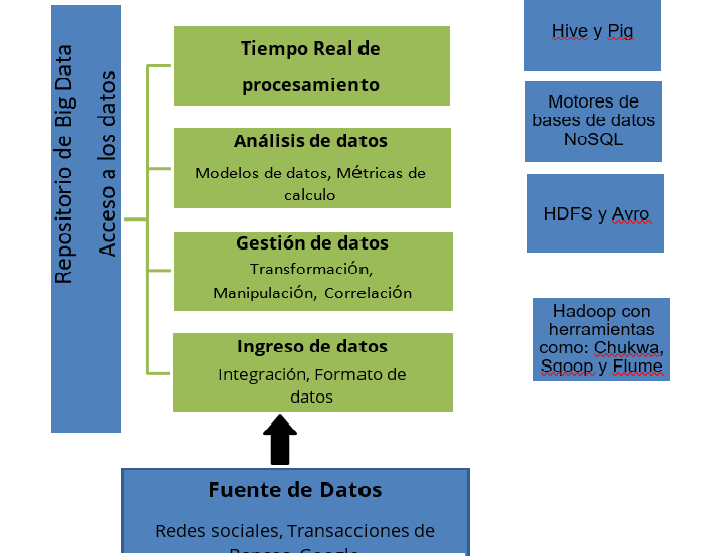 Repositorio de Big Data
Acceso a los datos
Tiempo Real de
procesamiento
Análisis de datos
Modelos de datos, Métricas de
calculo
Gestión de datos
Transformación,
Manipulación, Correlación
Ingreso de datos
Integración, Formato de
datos
Fuente de Datos
Redes sociales, Transacciones de
Hive y Pig
Motores de
bases de datos
NoSQL
HDFS y Avro
Hadoop con
herramientas
como: Chukwa,
Sqoop y Flume